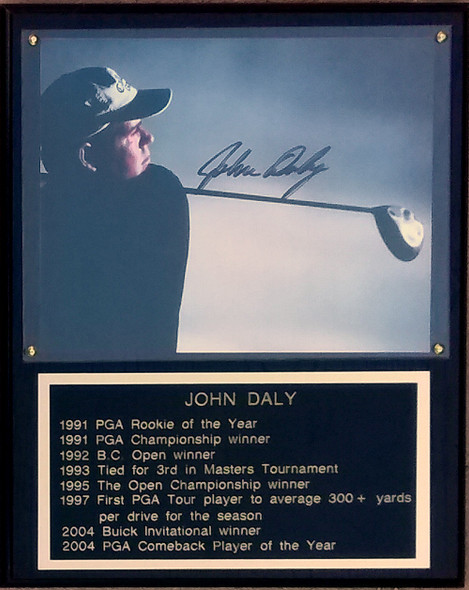 John Daly
JOHN DALY
1991 PGA Rookie of the Year
1991 PGA Championship winner
1992 B.C. Open winner
1993 Tied for 3rd in Masters Tournament
1995 The Open Championship winner
1997 First PGA Tour player to average 300+ yards
per drive for the season
2004 Buick Invitational winner
2004 PGA Comeback Player of the Year